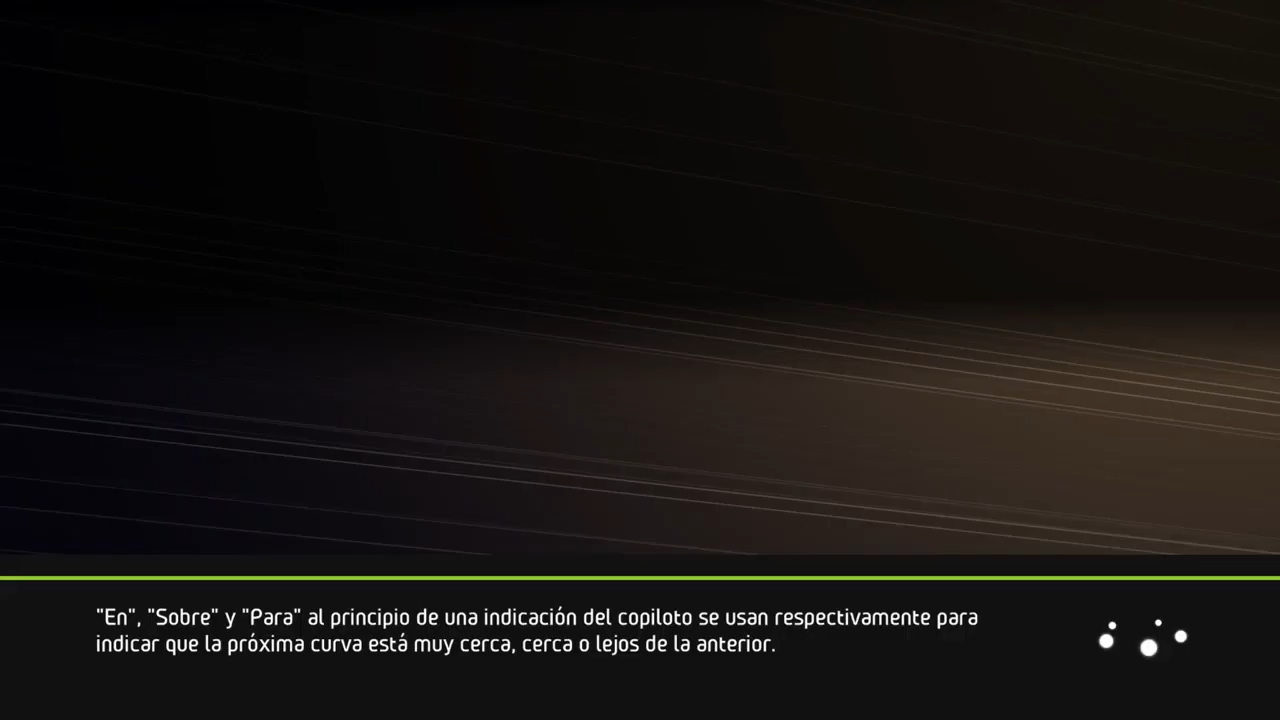 "En", "Sobre" y "Para" al principio de una indicación del copiloto se usan respectivamente para
indicar que la próxima curva está muy cerca, cerca o lejos de la anterior.